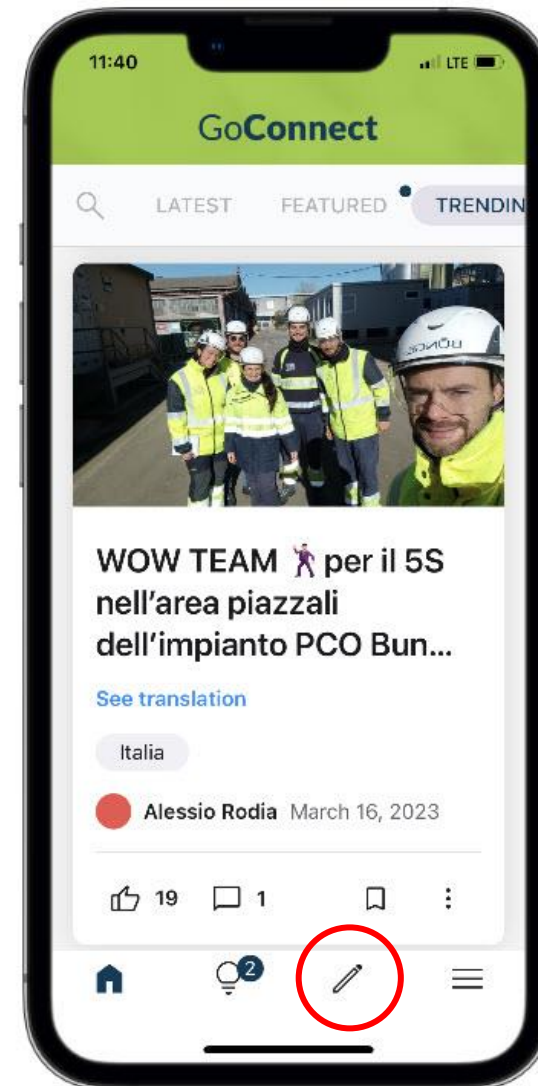 11:40
LTE
GoConnect
LATEST FEATURED TRENDIN
BUNGE
WOW TEAM 🕺 per il 5S
nell’area piazzali
dell’impianto PCO Bun...
See translation
Italia
Alessio Rodia March 16, 2023
19 1
2